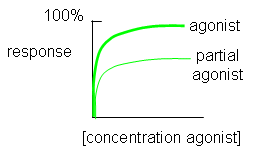 100%
agonist
response
partial
agonist
[concentration agonist]